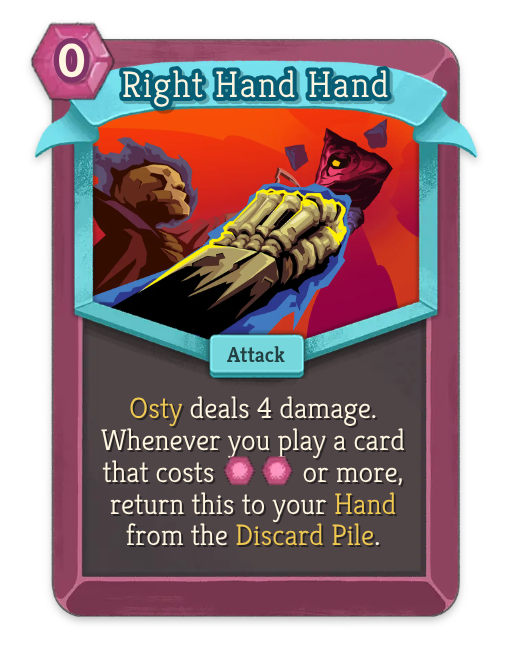 0
Right Hand Hand
Attack
Osty deals 4 damage.
Whenever you play a card
that costs or more,
return this to your Hand
from the Discard Pile.